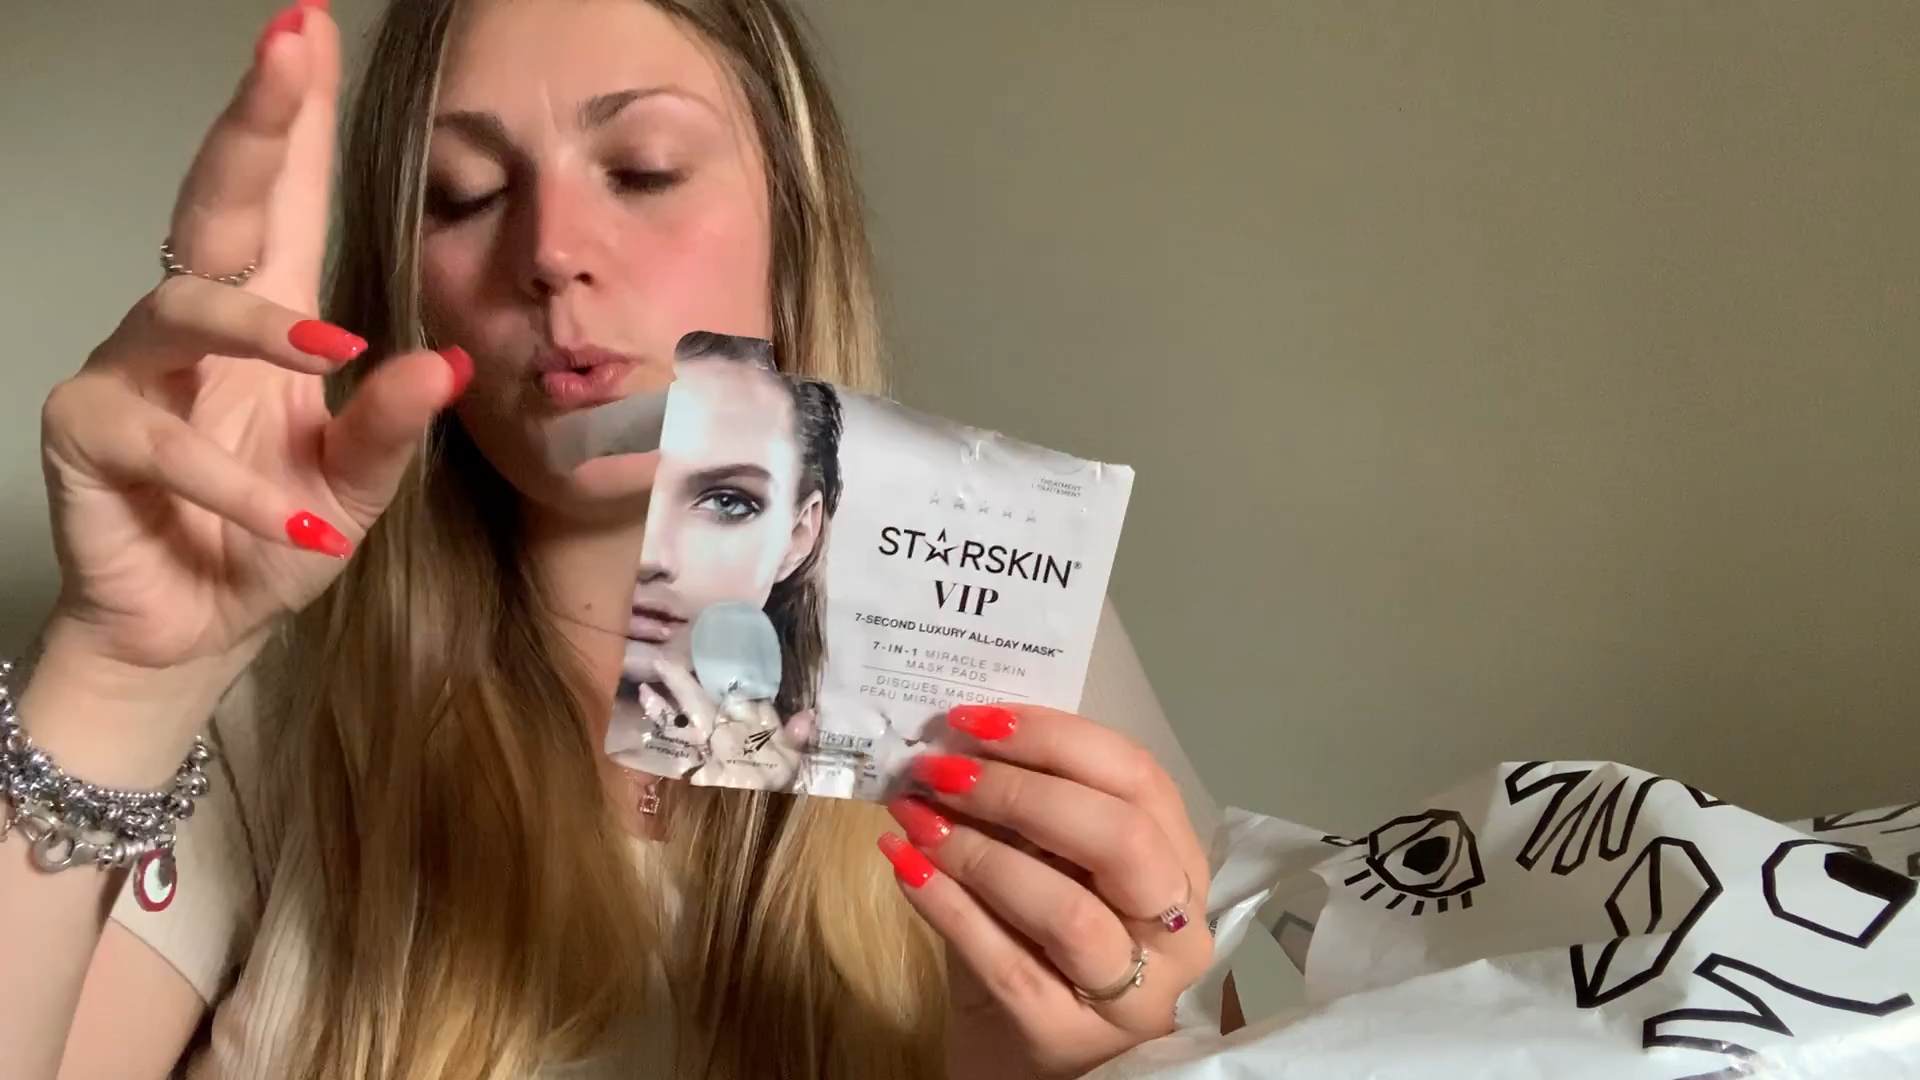 TREATMENT
| TRAITEMENT
STARSKIN®
VIP
7-SECOND LUXURY ALL-DAY MASK™
7-IN-1 MIRACLE SKIN
MASK PADS
DISQUES MASQUE
PEAU MIRAC